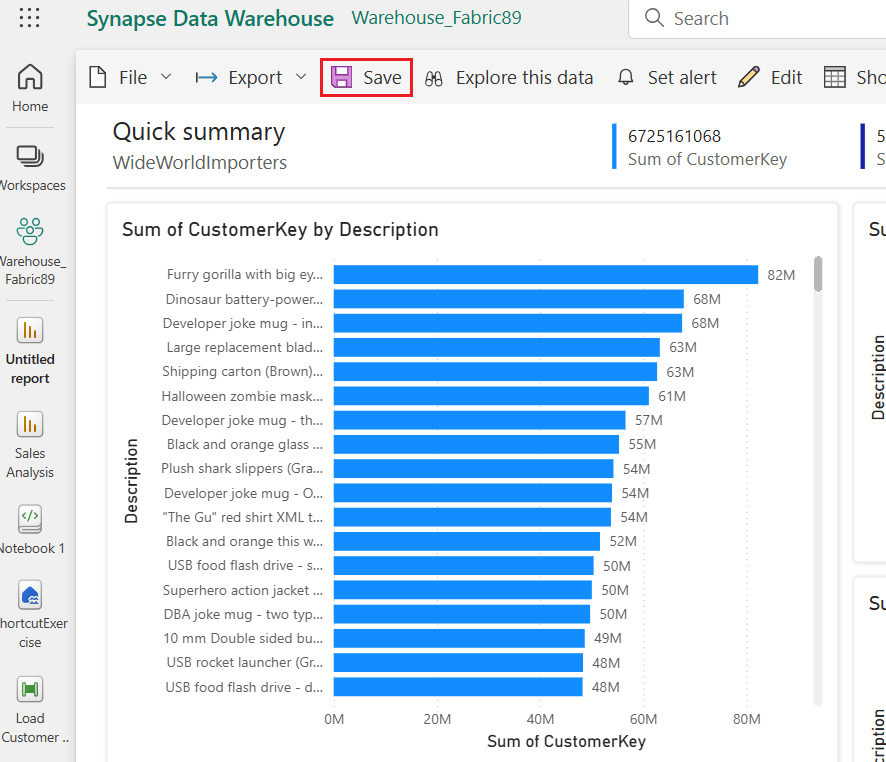 Synapse Data Warehouse Warehouse_Fabric89
Search
File Export Save Explore this data Set alert Edit Sho
Home
Workspaces
Warehouse_
Fabric89
Untitled
report
Sales
Analysis
Notebook 1
hortcutExer
cise
Load
Customer ..
Quick summary
WideWorldImporters
6725161068
Sum of CustomerKey
5
S
Sum of CustomerKey by Description
Description
Furry gorilla with big ey... 82M
Dinosaur battery-power... 68M
Developer joke mug - in... 68M
Large replacement blad... 63M
Shipping carton (Brown)... 63M
Halloween zombie mask... 61M
Developer joke mug - th... 57M
Black and orange glass ... 55M
Plush shark slippers (Gra... 54M
Developer joke mug - O... 54M
"The Gu" red shirt XML t... 54M
Black and orange this w... 52M
USB food flash drive - s... 50M
Superhero action jacket ... 50M
DBA joke mug - two typ... 50M
10 mm Double sided bu... 49M
USB rocket launcher (Gr... 48M
USB food flash drive - d... 48M
0M 20M 40M 60M 80M
Sum of CustomerKey
Su
Description
Su
ription